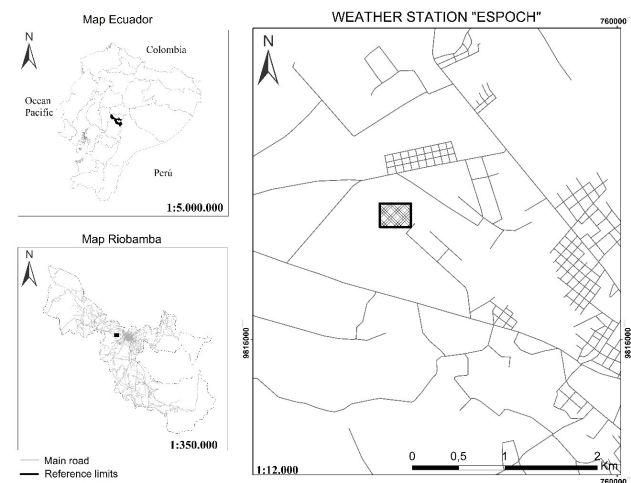 Map Ecuador
N
Colombia
Ocean
Pacific
Perú
1:5.000.000
Map Riobamba
N
1:350.000
Main road
Reference limits
WEATHER STATION "ESPOCH"
760000
N
9816000
9816000
1:12.000
0 0,5 1 2
Km
760000